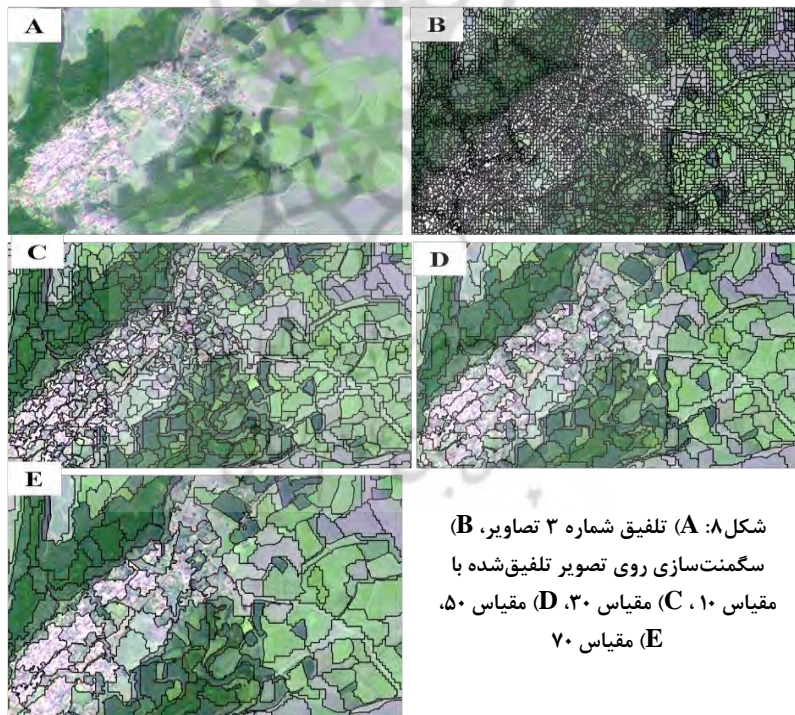 A
B
C
D
E
شکل۸: A) تلفیق شماره ۳ تصاویر، B)
سگمنت‌سازی روی تصویر تلفیق‌شده با
مقیاس ۱۰ ، C) مقیاس ۳۰، D) مقیاس ۵۰،
E) مقیاس ۷۰